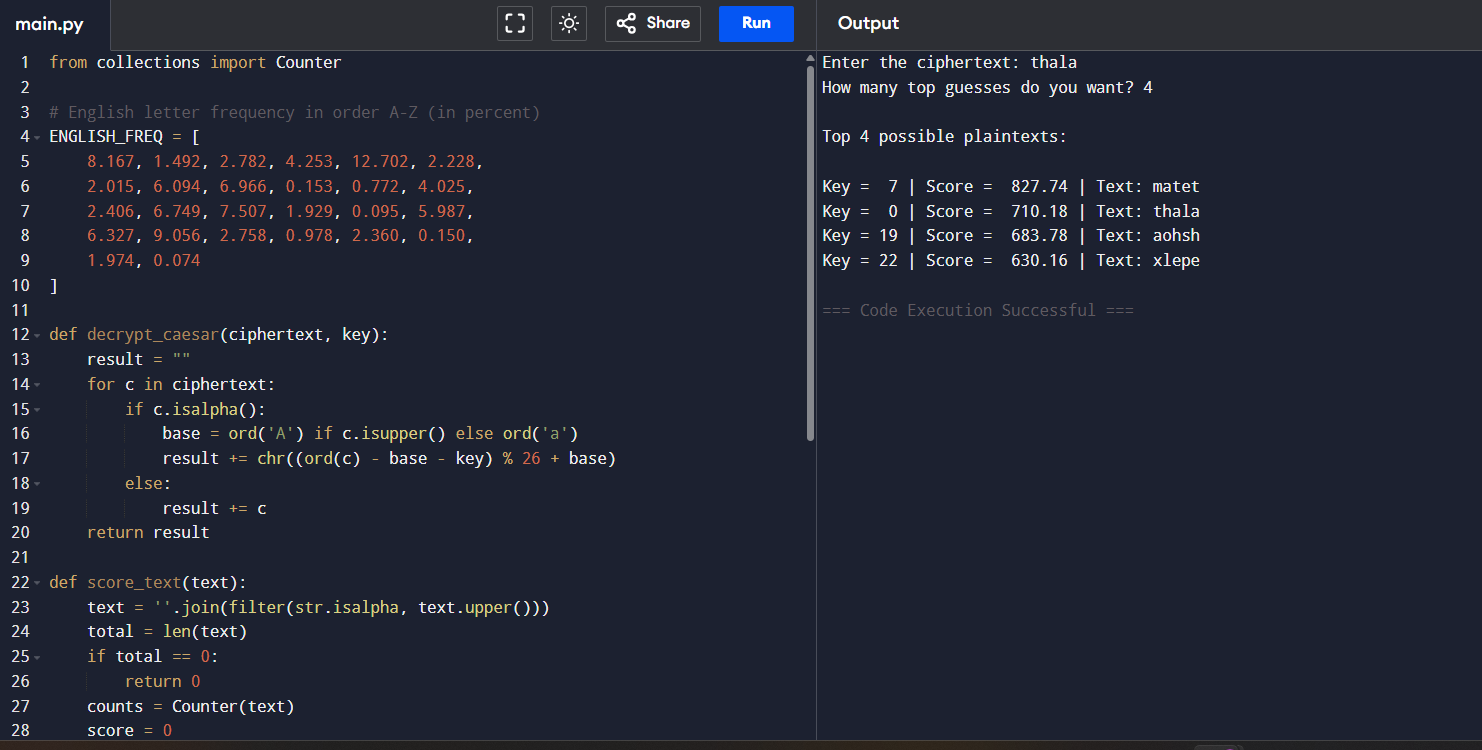 main.py
Share
Run
Output
1 from collections import Counter
2
3 # English letter frequency in order A-Z (in percent)
4 ENGLISH_FREQ = [
5     8.167, 1.492, 2.782, 4.253, 12.702, 2.228,
6     2.015, 6.094, 6.966, 0.153, 0.772, 4.025,
7     2.406, 6.749, 7.507, 1.929, 0.095, 5.987,
8     6.327, 9.056, 2.758, 0.978, 2.360, 0.150,
9     1.974, 0.074
10 ]
11
12 def decrypt_caesar(ciphertext, key):
13     result = ""
14     for c in ciphertext:
15         if c.isalpha():
16             base = ord('A') if c.isupper() else ord('a')
17             result += chr((ord(c) - base - key) % 26 + base)
18         else:
19             result += c
20     return result
21
22 def score_text(text):
23     text = ''.join(filter(str.isalpha, text.upper()))
24     total = len(text)
25     if total == 0:
26         return 0
27     counts = Counter(text)
28     score = 0
Enter the ciphertext: thala
How many top guesses do you want? 4
Top 4 possible plaintexts:
Key =  7 | Score =  827.74 | Text: matet
Key =  0 | Score =  710.18 | Text: thala
Key = 19 | Score =  683.78 | Text: aohsh
Key = 22 | Score =  630.16 | Text: xlepe
=== Code Execution Successful ===